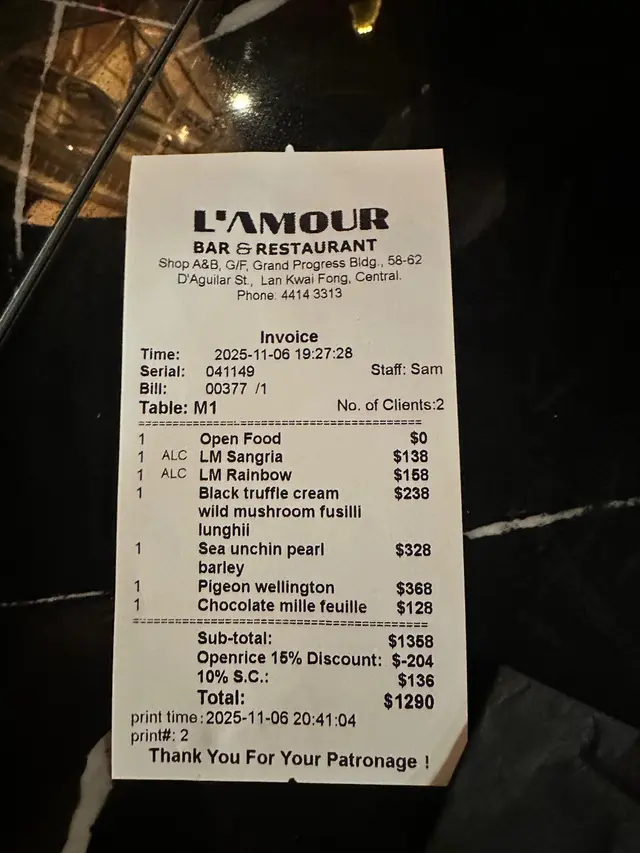 L'AMOUR
BAR & RESTAURANT
Shop A&B, G/F, Grand Progress Bldg., 58-62
D'Aguilar St., Lan Kwai Fong, Central.
Phone: 4414 3313
Invoice
Time: 2025-11-06 19:27:28
Serial: 041149 Staff: Sam
Bill: 00377 /1
Table: M1 No. of Clients:2
1 Open Food $0
1 ALC LM Sangria $138
1 ALC LM Rainbow $158
1 Black truffle cream $238
wild mushroom fusilli
lunghii
1 Sea unchin pearl $328
barley
1 Pigeon wellington $368
1 Chocolate mille feuille $128
Sub-total: $1358
Openrice 15% Discount: $-204
10% S.C.: $136
Total: $1290
print time:2025-11-06 20:41:04
print#: 2
Thank You For Your Patronage !